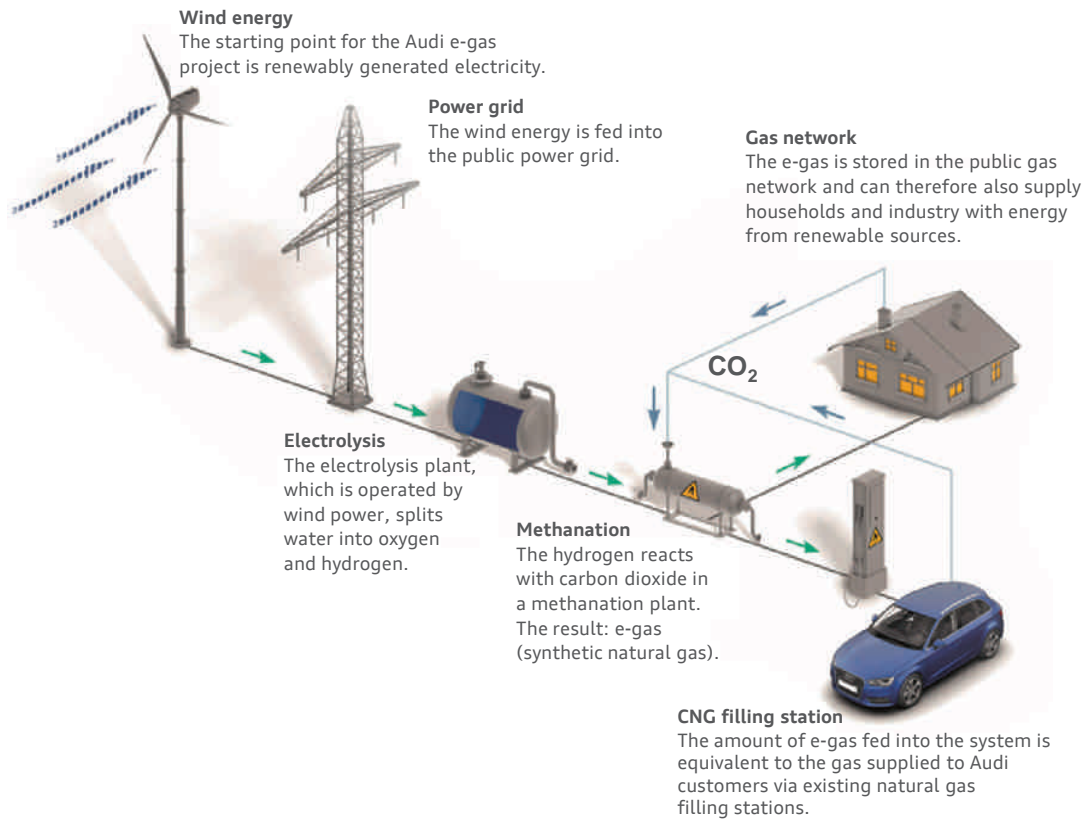 Wind energy
The starting point for the Audi e-gas
project is renewably generated electricity.
Power grid
The wind energy is fed into
the public power grid.
Gas network
The e-gas is stored in the public gas
network and can therefore also supply
households and industry with energy
from renewable sources.
CO₂
Electrolysis
The electrolysis plant,
which is operated by
wind power, splits
water into oxygen
and hydrogen.
Methanation
The hydrogen reacts
with carbon dioxide in
a methanation plant.
The result: e-gas
(synthetic natural gas).
CNG filling station
The amount of e-gas fed into the system is
equivalent to the gas supplied to Audi
customers via existing natural gas
filling stations.